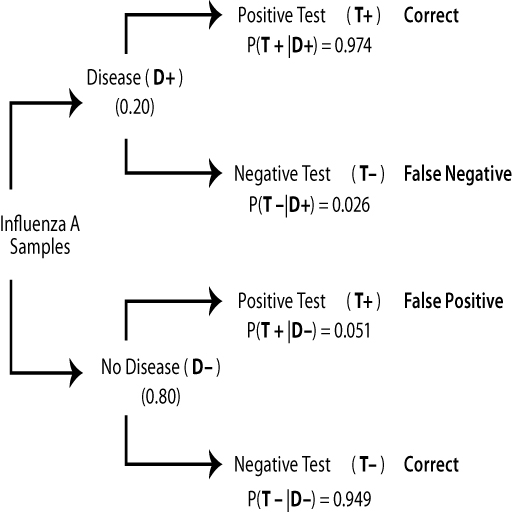 Positive Test ( T+ ) Correct
P(T + |D+) = 0.974
Disease ( D+ )
(0.20)
Negative Test ( T– ) False Negative
P(T –|D+) = 0.026
Influenza A
Samples
Positive Test ( T+ ) False Positive
P(T + |D–) = 0.051
No Disease ( D– )
(0.80)
Negative Test ( T– ) Correct
P(T – |D–) = 0.949